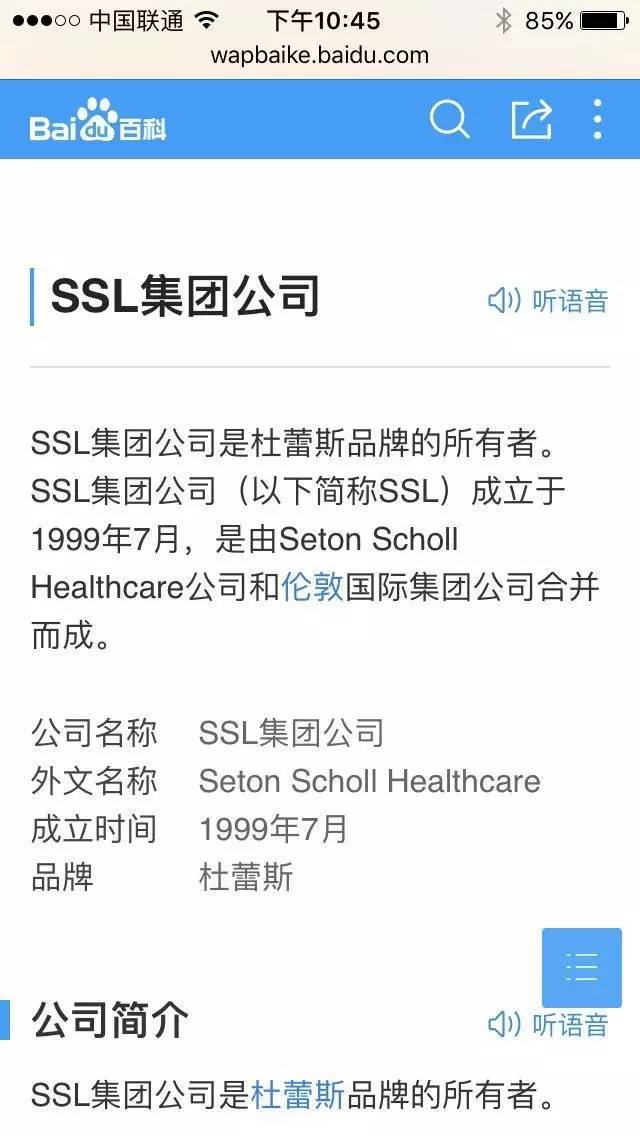 中国联通 下午10:45 85%
wapbaike.baidu.com
Bai du 百科
SSL集团公司
听语音
SSL集团公司是杜蕾斯品牌的所有者。
SSL集团公司（以下简称SSL）成立于
1999年7月，是由Seton Scholl
Healthcare公司和伦敦国际集团公司合并
而成。
公司名称 SSL集团公司
外文名称 Seton Scholl Healthcare
成立时间 1999年7月
品牌 杜蕾斯
公司简介
听语音
SSL集团公司是杜蕾斯品牌的所有者。